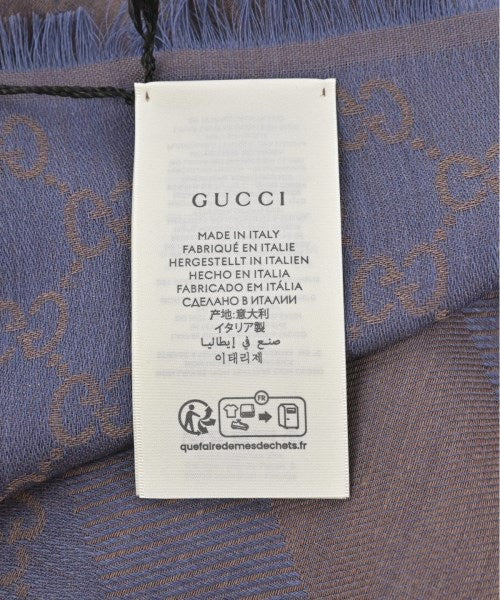 GUCCI
MADE IN ITALY
FABRIQUÉ EN ITALIE
HERGESTELLT IN ITALIEN
HECHO EN ITALIA
FABRICADO EM ITÁLIA
СДЕЛАНО В ИТАЛИИ
产地:意大利
イタリア製
صنع في إيطاليا
이태리제
FR
quefairedemesdechets.fr